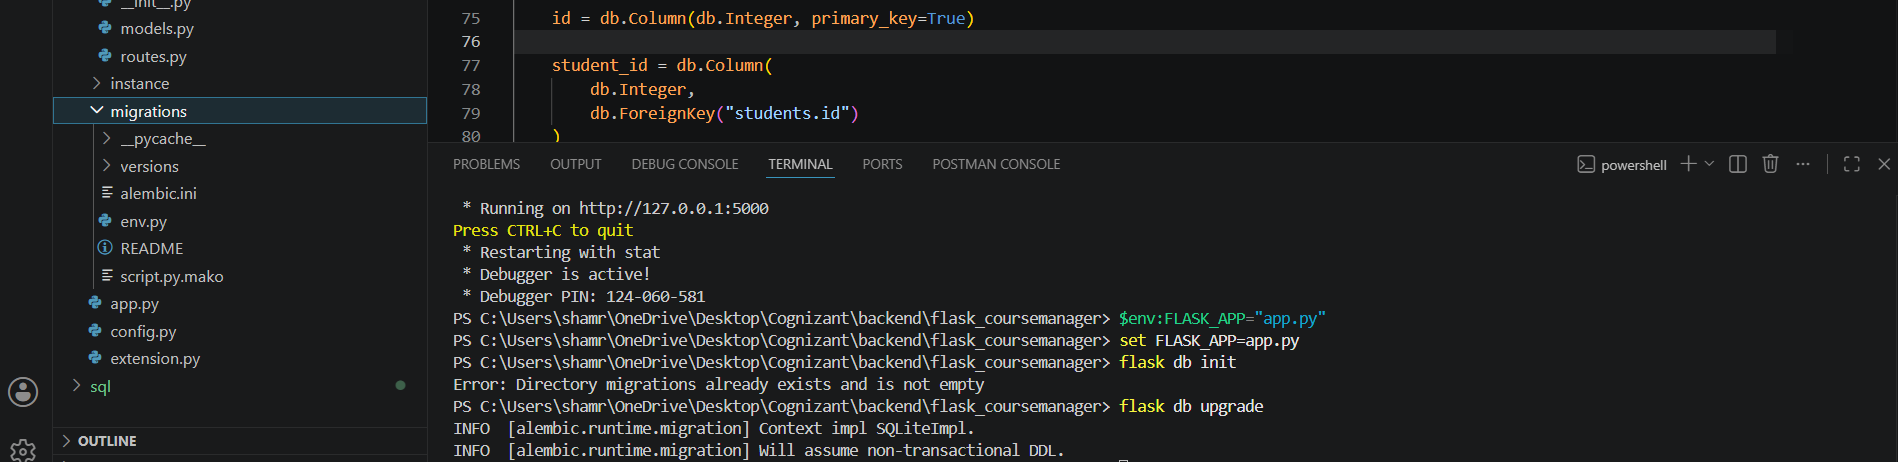 __init__.py
models.py
routes.py
instance
migrations
__pycache__
versions
alembic.ini
env.py
README
script.py.mako
app.py
config.py
extension.py
sql
OUTLINE
75 id = db.Column(db.Integer, primary_key=True)
76
77 student_id = db.Column(
78 db.Integer,
79 db.ForeignKey("students.id")
80 )
PROBLEMS OUTPUT DEBUG CONSOLE TERMINAL PORTS POSTMAN CONSOLE powershell
* Running on http://127.0.0.1:5000
Press CTRL+C to quit
* Restarting with stat
* Debugger is active!
* Debugger PIN: 124-060-581
PS C:\Users\shamr\OneDrive\Desktop\Cognizant\backend\flask_coursemanager> $env:FLASK_APP="app.py"
PS C:\Users\shamr\OneDrive\Desktop\Cognizant\backend\flask_coursemanager> set FLASK_APP=app.py
PS C:\Users\shamr\OneDrive\Desktop\Cognizant\backend\flask_coursemanager> flask db init
Error: Directory migrations already exists and is not empty
PS C:\Users\shamr\OneDrive\Desktop\Cognizant\backend\flask_coursemanager> flask db upgrade
INFO [alembic.runtime.migration] Context impl SQLiteImpl.
INFO [alembic.runtime.migration] Will assume non-transactional DDL.